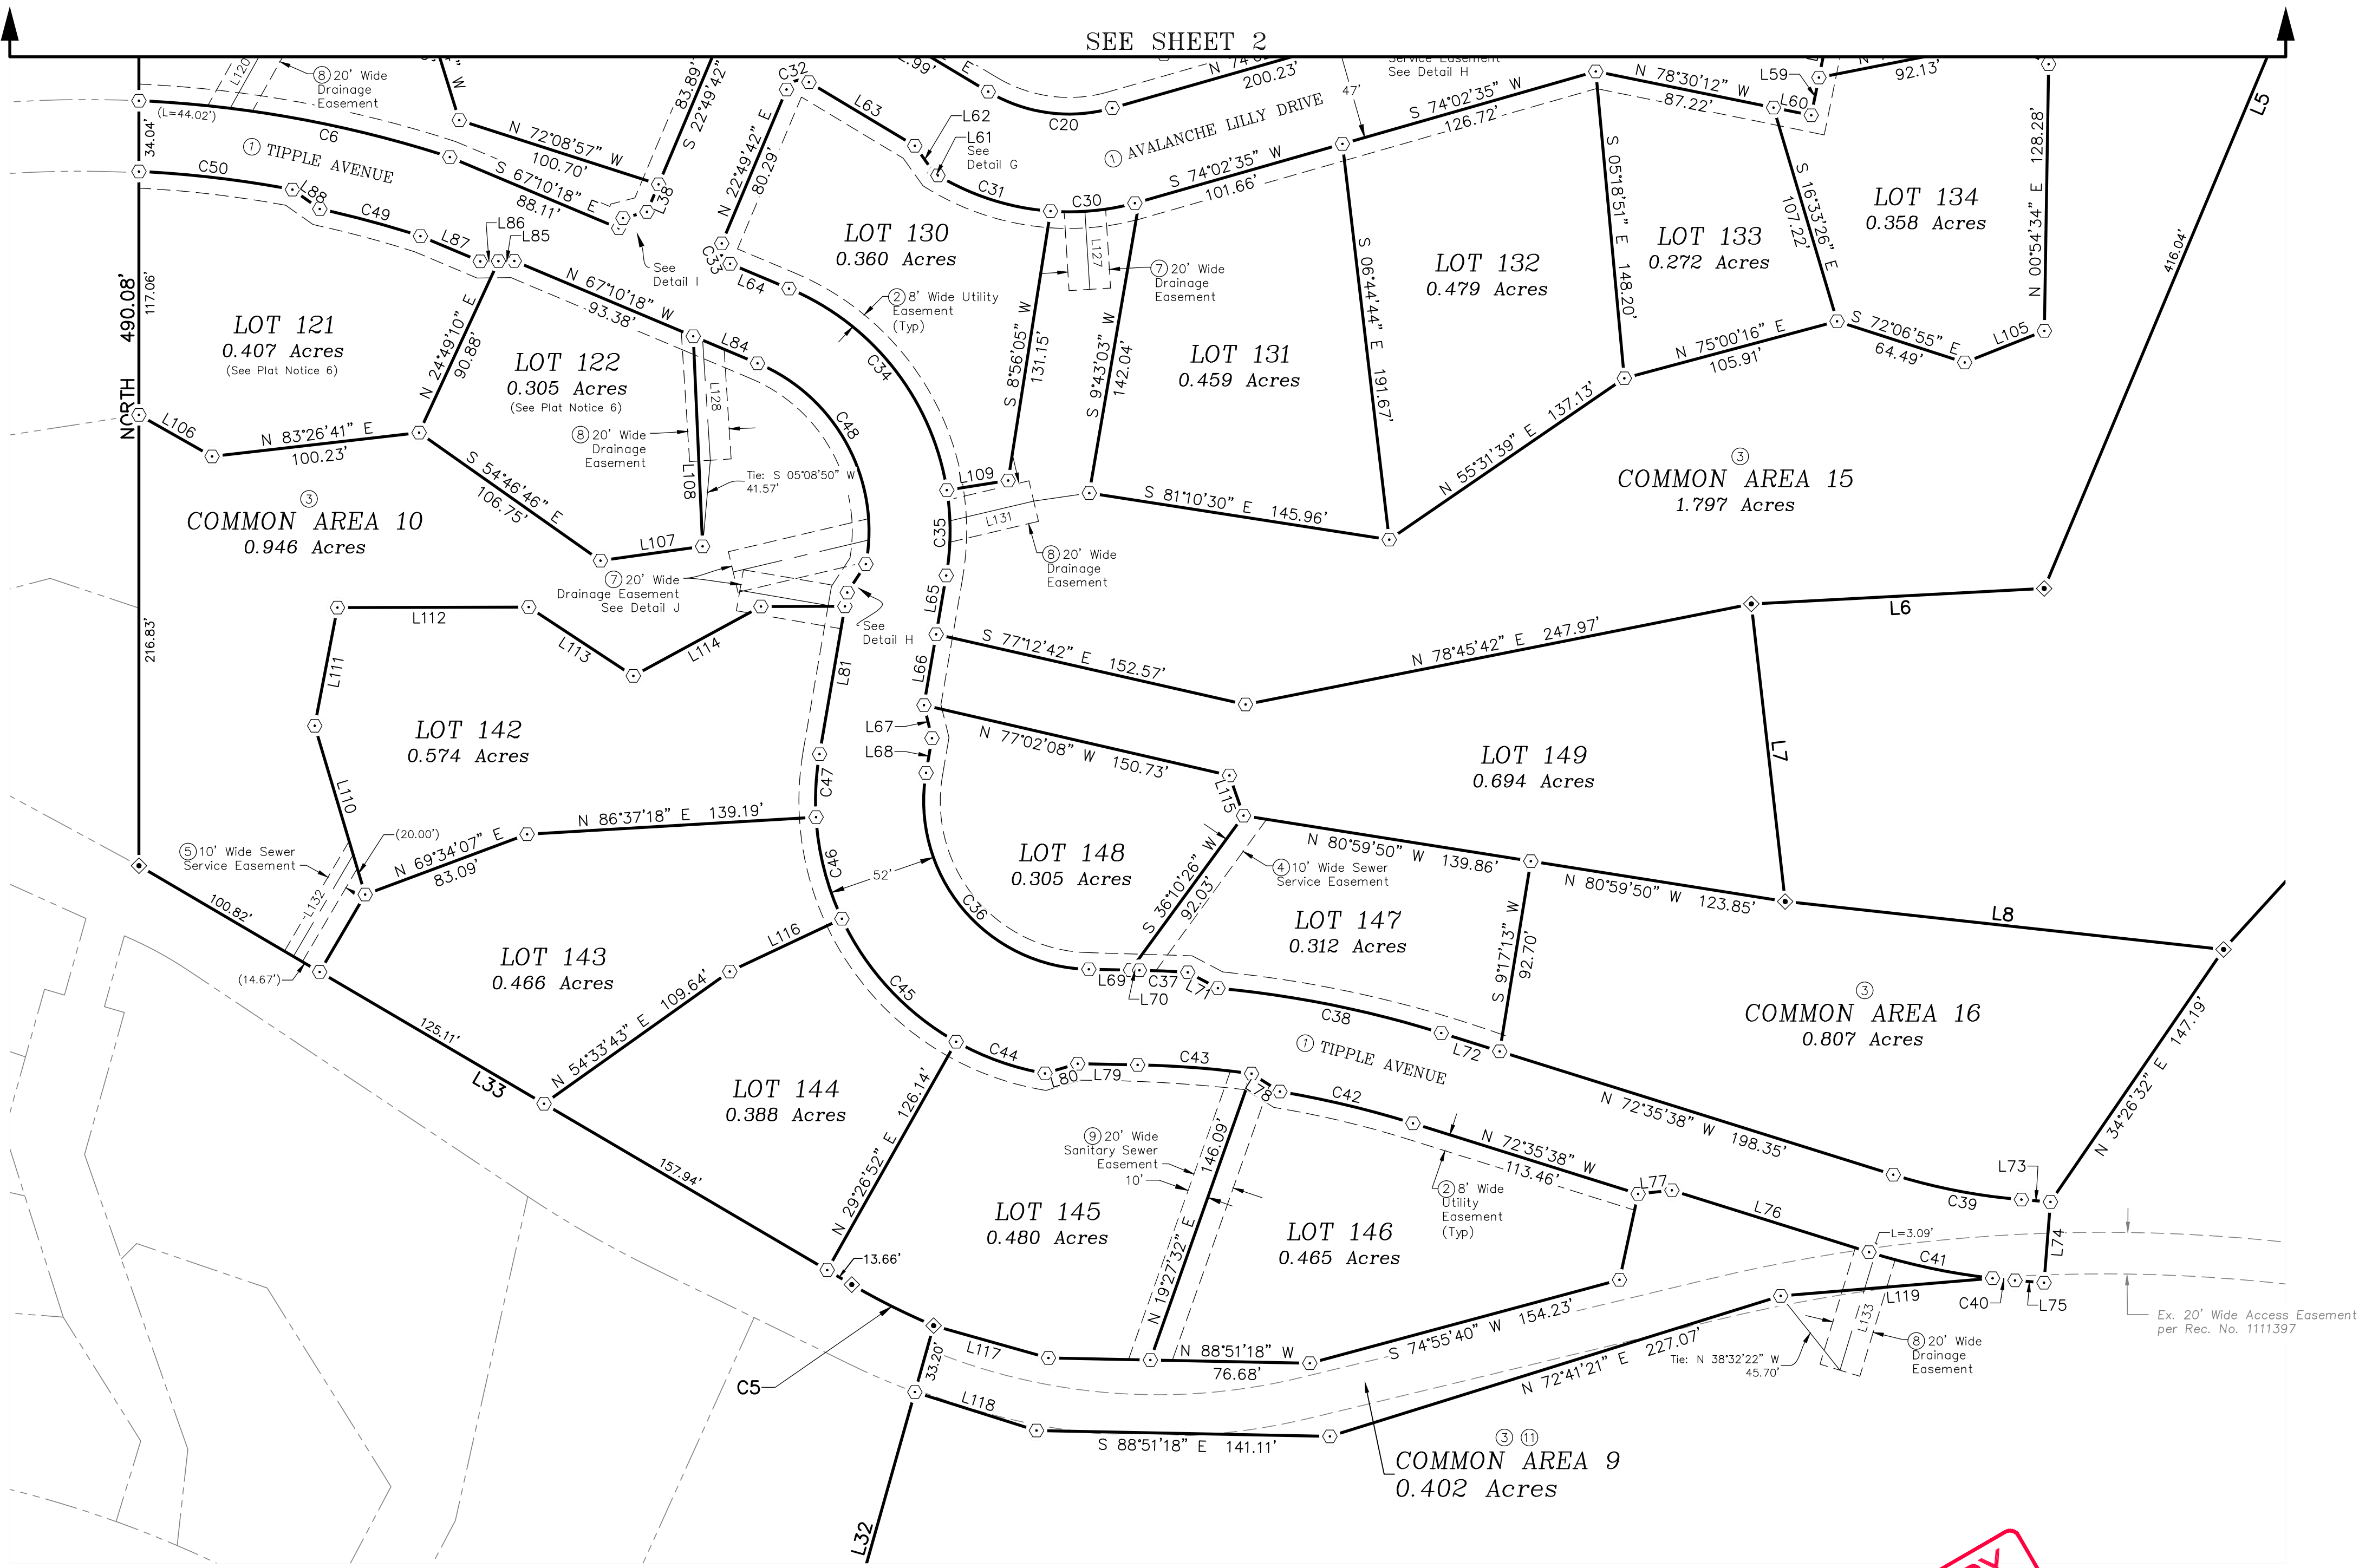 SEE SHEET 2
L120
⑧ 20' Wide
Drainage
Easement
(L=44.02')
C6
34.04'
① TIPPLE AVENUE
C50
L88
C49
L87
L86
L85
W
N 72°08'57" W
100.70'
S 67°10'18" E
88.11'
L38
83.89'
S 22°49'42"
See
Detail I
C32
L63
N 22°49'42" E
80.29'
C33
L64
L62
L61
See
Detail G
C31
C20
.99'
E
200.23'
① AVALANCHE LILLY DRIVE
47'
Service Easement
See Detail H
C30
S 74°02'35" W
101.66'
S 74°02'35" W
126.72'
N 78°30'12" W
87.22'
L59
L60
92.13'
L5
416.04'
128.28'
N 00°54'34" E
LOT 134
0.358 Acres
LOT 133
0.272 Acres
S 16°33'26" E
107.22'
S 05°18'51" E 148.20'
S 72°06'55" E
64.49'
L105
N 75°00'16" E
105.91'
LOT 132
0.479 Acres
S 06°44'44" E 191.67'
LOT 131
0.459 Acres
L127
⑦ 20' Wide
Drainage
Easement
LOT 130
0.360 Acres
② 8' Wide Utility
Easement
(Typ)
S 8°56'05" W
131.15'
S 9°43'03" W
142.04'
N 67°10'18" W
93.38'
L84
C34
C48
490.08'
NORTH
117.06'
LOT 121
0.407 Acres
(See Plat Notice 6)
N 24°49'10" E
90.88'
LOT 122
0.305 Acres
(See Plat Notice 6)
L128
⑧ 20' Wide
Drainage
Easement
L108
Tie: S 05°08'50" W
41.57'
L106
N 83°26'41" E
100.23'
S 54°46'46" E
106.75'
L107
③
COMMON AREA 10
0.946 Acres
L109
C35
L131
⑧ 20' Wide
Drainage
Easement
S 81°10'30" E 145.96'
N 55°31'39" E 137.13'
③
COMMON AREA 15
1.797 Acres
⑦ 20' Wide
Drainage Easement
See Detail J
See
Detail H
L65
L66
L81
L112
L113
L114
L111
216.83'
S 77°12'42" E 152.57'
N 78°45'42" E 247.97'
L6
L7
LOT 142
0.574 Acres
L67
L68
N 77°02'08" W 150.73'
L115
LOT 149
0.694 Acres
L110
C47
N 86°37'18" E 139.19'
N 69°34'07" E
83.09'
(20.00')
⑤ 10' Wide Sewer
Service Easement
L132
100.82'
(14.67')
C46
52'
C36
LOT 148
0.305 Acres
S 36°10'26" W
92.03'
④ 10' Wide Sewer
Service Easement
N 80°59'50" W 139.86'
N 80°59'50" W 123.85'
L8
LOT 147
0.312 Acres
S 9°17'13" W
92.70'
L69
L70
C37
L71
C38
L72
LOT 143
0.466 Acres
L116
N 54°33'43" E 109.64'
C45
125.11'
L33
③
COMMON AREA 16
0.807 Acres
N 34°26'32" E 147.19'
① TIPPLE AVENUE
N 72°35'38" W 198.35'
C44
L80
L79
C43
L78
C42
LOT 144
0.388 Acres
157.94'
N 29°26'52" E 126.14'
⑨ 20' Wide
Sanitary Sewer
Easement
10'
146.09'
N 19°27'32" E
N 72°35'38" W
113.46'
L77
② 8' Wide
Utility
Easement
(Typ)
L76
L73
C39
L74
L=3.09'
C41
C40
L75
L119
LOT 145
0.480 Acres
LOT 146
0.465 Acres
13.66'
C5
33.20'
L117
L118
N 88°51'18" W
76.68'
S 74°55'40" W 154.23'
N 72°41'21" E 227.07'
Tie: N 38°32'22" W
45.70'
L133
⑧ 20' Wide
Drainage
Easement
Ex. 20' Wide Access Easement
per Rec. No. 1111397
S 88°51'18" E 141.11'
③ ⑪
COMMON AREA 9
0.402 Acres
L32